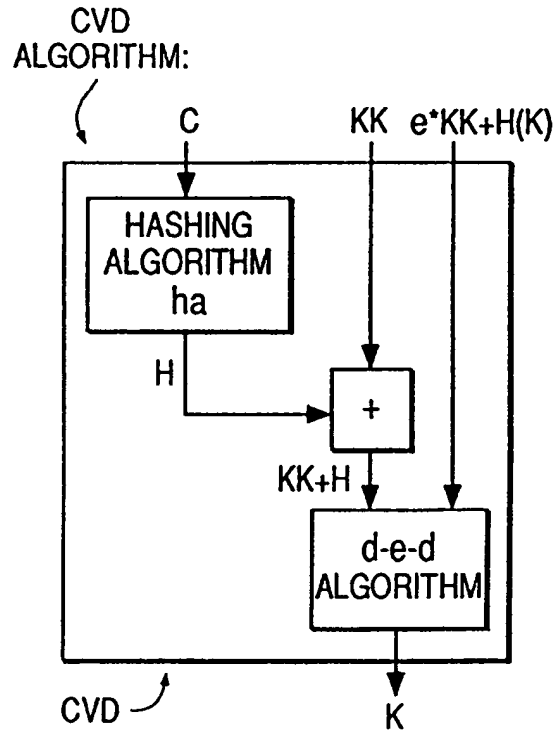 CVD
ALGORITHM:
C
KK
e*KK+H(K)
HASHING
ALGORITHM
ha
H
+
KK+H
d-e-d
ALGORITHM
CVD
K